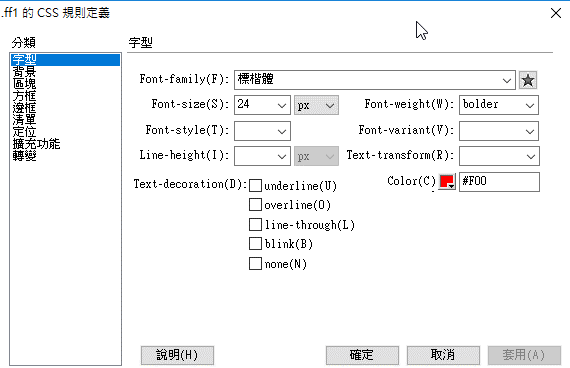 .ff1 的 CSS 規則定義
分類
字型
背景
區塊
方框
邊框
清單
定位
擴充功能
轉變
字型
Font-family(F): 標楷體
Font-size(S): 24 px Font-weight(W): bolder
Font-style(T): Font-variant(V):
Line-height(I): px Text-transform(R):
Text-decoration(D): underline(U) Color(C) #F00
overline(O)
line-through(L)
blink(B)
none(N)
說明(H) 確定 取消 套用(A)